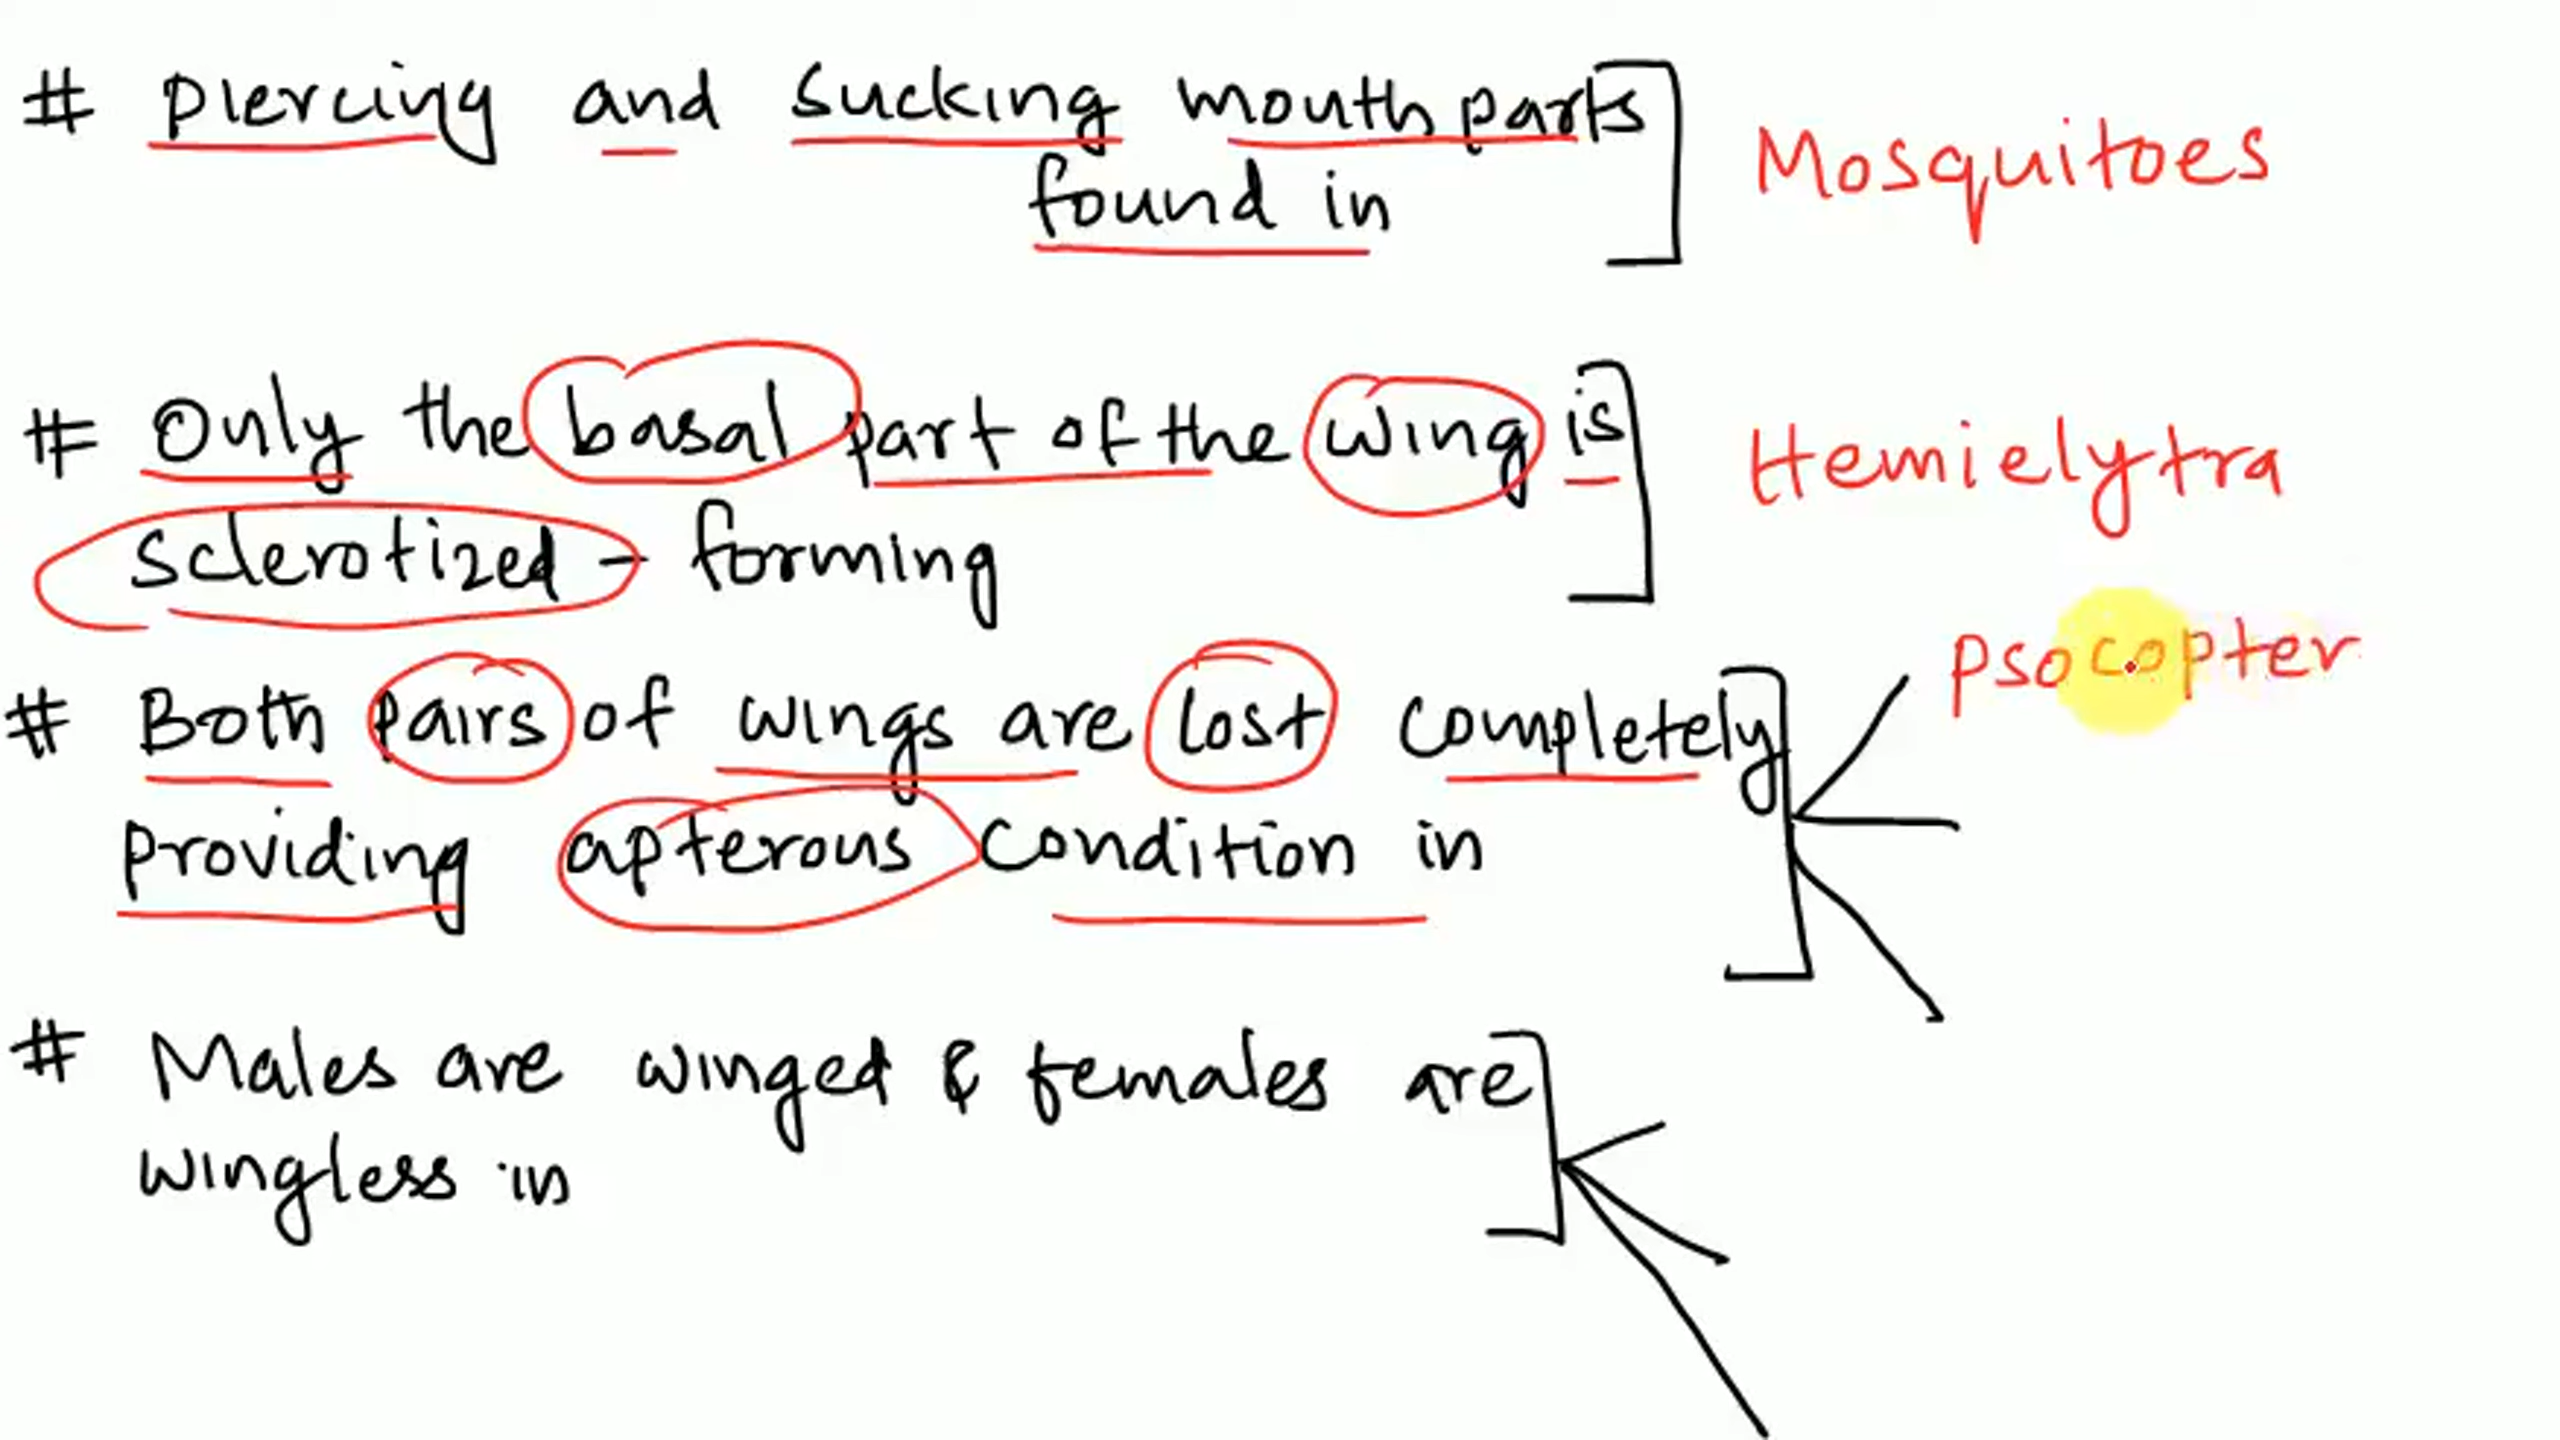 # Piercing and sucking mouth parts
found in
Mosquitoes
# Only the basal part of the wing is
sclerotized - forming
Hemielytra
# Both pairs of wings are lost completely
providing apterous condition in
psocopter
# Males are winged & females are
wingless in